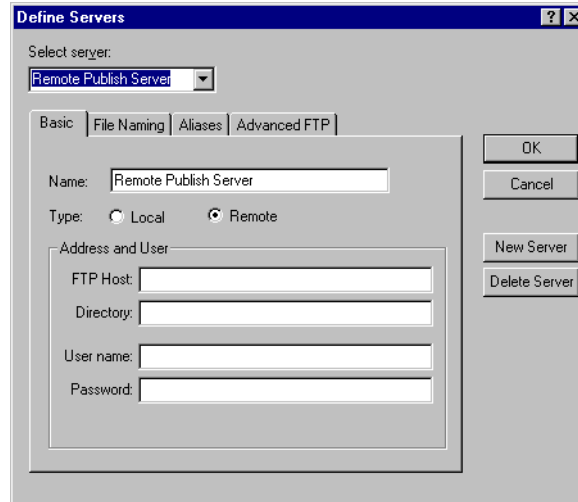 Define Servers
Select server:
Remote Publish Server
Basic File Naming Aliases Advanced FTP
OK
Name: Remote Publish Server
Cancel
Type: Local Remote
Address and User
New Server
FTP Host:
Delete Server
Directory:
User name:
Password: